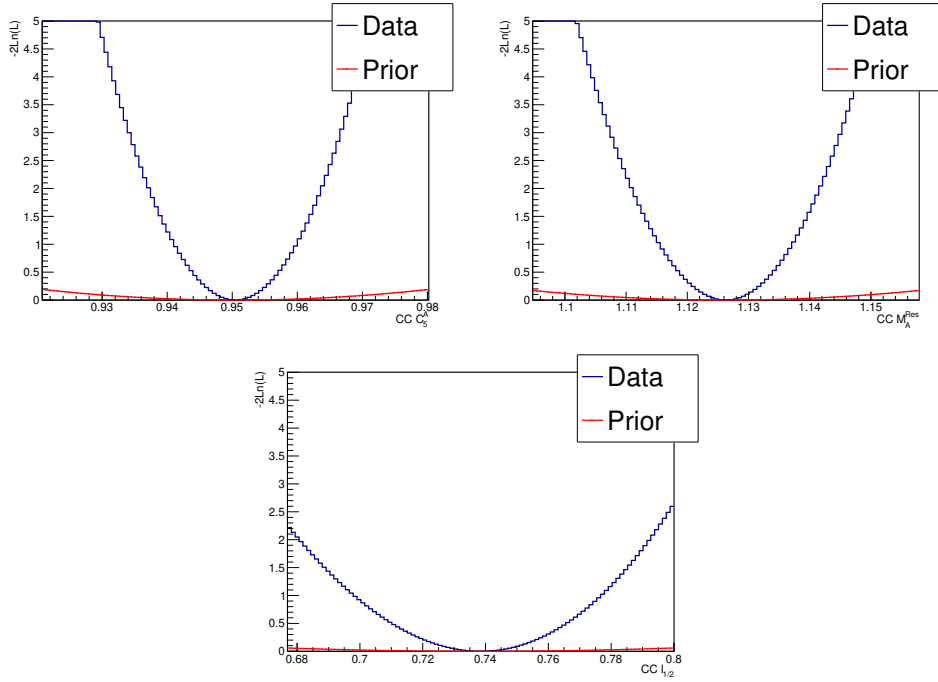 -2Ln(L)
5
4.5
4
3.5
3
2.5
2
1.5
1
0.5
0
0.93 0.94 0.95 0.96 0.97 0.98
CC C₅ᴬ
Data
Prior
-2Ln(L)
5
4.5
4
3.5
3
2.5
2
1.5
1
0.5
0
1.1 1.11 1.12 1.13 1.14 1.15
CC M_A^Res
Data
Prior
-2Ln(L)
5
4.5
4
3.5
3
2.5
2
1.5
1
0.5
0
0.68 0.7 0.72 0.74 0.76 0.78 0.8
CC I_1/2
Data
Prior